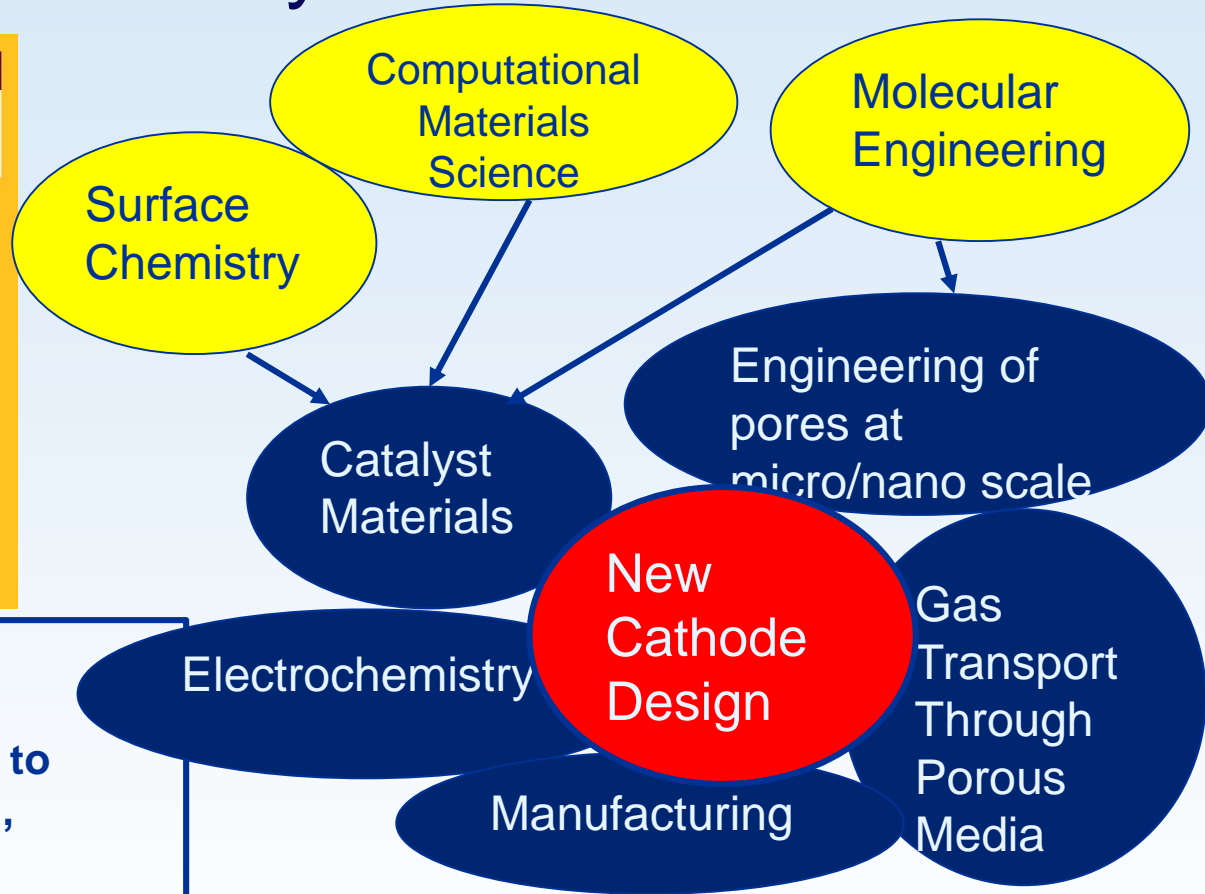 Computational
Materials
Science
Molecular
Engineering
Surface
Chemistry
Engineering of
pores at
micro/nano scale
Catalyst
Materials
New
Cathode
Design
Gas
Transport
Through
Porous
Media
Electrochemistry
to
,
Manufacturing